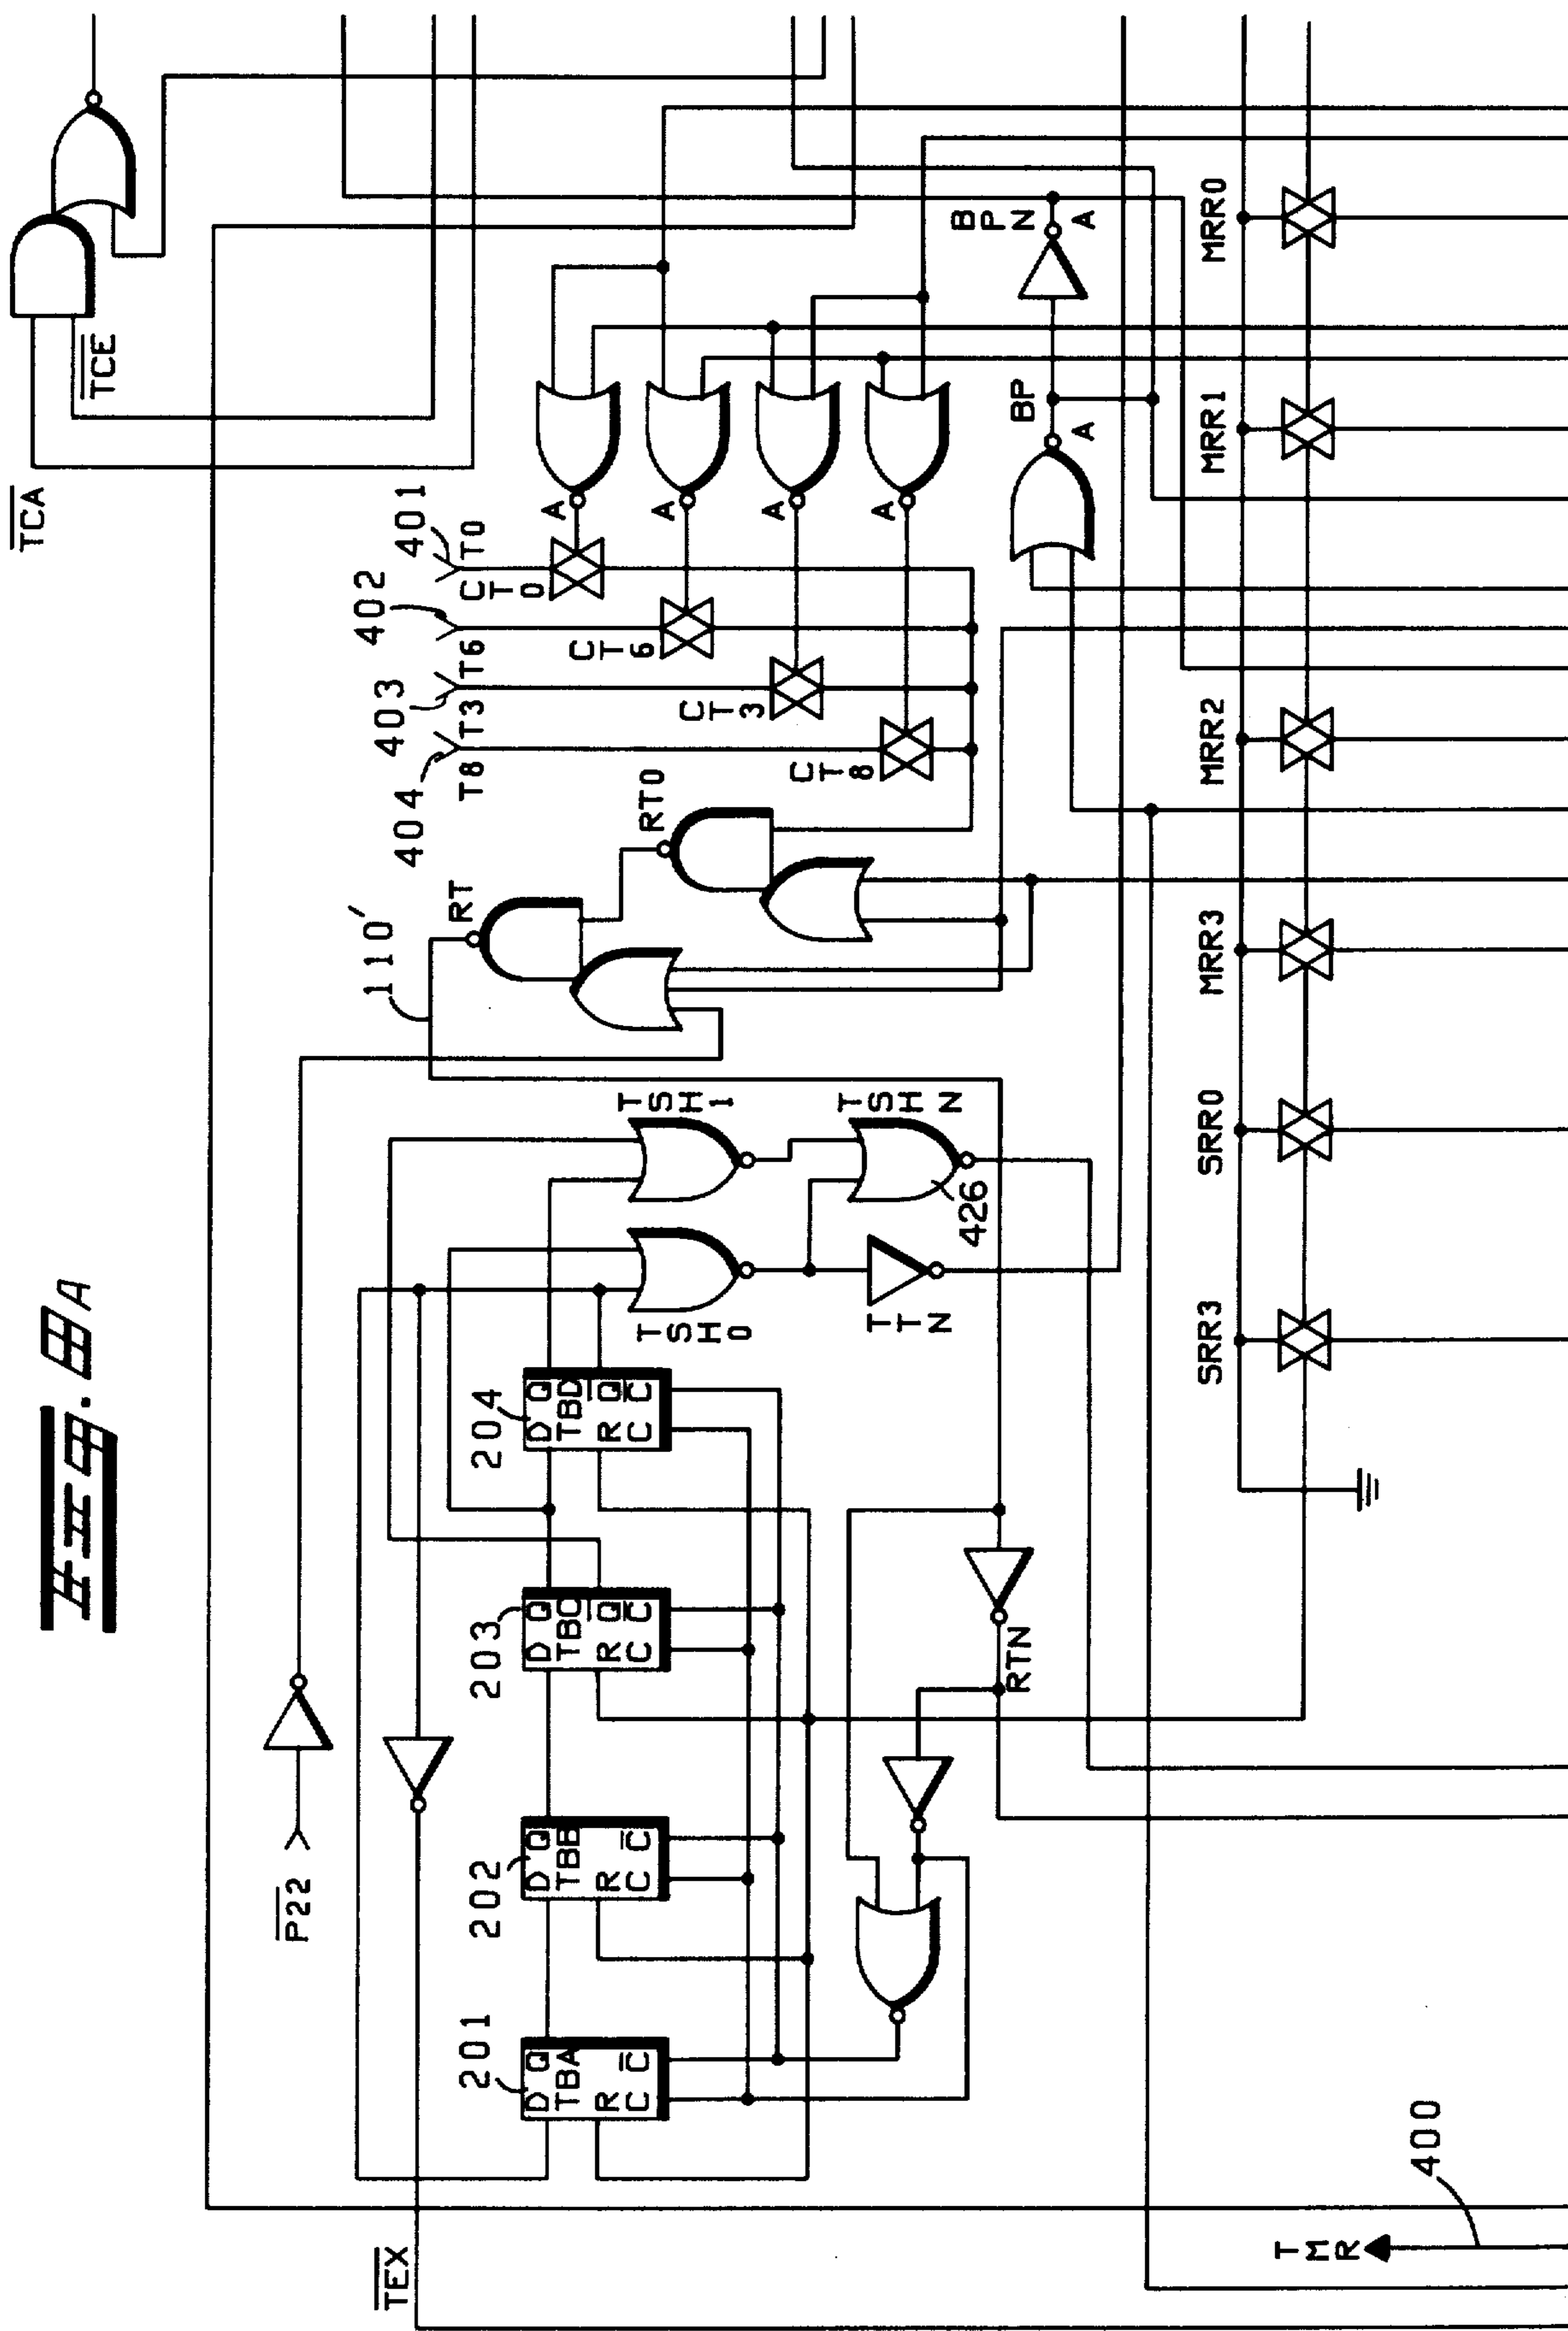 FIG. 8A
TCA
TCE
401
T0
CT0
402
T6
CT6
403
T3
CT3
404
T8
CT8
A
A
A
A
BPN
A
BP
A
RT0
RT
110'
MRR0
MRR1
MRR2
MRR3
SRR0
SRR3
TSH1
TSHN
426
TSH0
TTN
204
D Q
TBD
R Q
C C
203
D Q
TBC
R Q
C C
202
D Q
TBB
R
C C
201
D Q
TBA
R
C C
P22
RTN
TEX
TMR
400